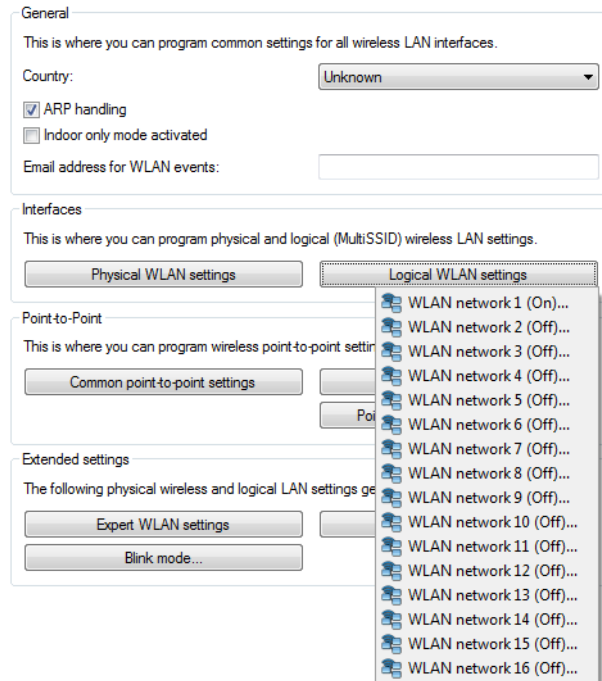 General
This is where you can program common settings for all wireless LAN interfaces.
Country:
Unknown
ARP handling
Indoor only mode activated
Email address for WLAN events:
Interfaces
This is where you can program physical and logical (MultiSSID) wireless LAN settings.
Physical WLAN settings
Logical WLAN settings
WLAN network 1 (On)...
WLAN network 2 (Off)...
WLAN network 3 (Off)...
WLAN network 4 (Off)...
WLAN network 5 (Off)...
WLAN network 6 (Off)...
WLAN network 7 (Off)...
WLAN network 8 (Off)...
WLAN network 9 (Off)...
WLAN network 10 (Off)...
WLAN network 11 (Off)...
WLAN network 12 (Off)...
WLAN network 13 (Off)...
WLAN network 14 (Off)...
WLAN network 15 (Off)...
WLAN network 16 (Off)...
Point-to-Point
This is where you can program wireless point-to-point
Common point-to-point settings
Extended settings
The following physical wireless and logical LAN settings
Expert WLAN settings
Blink mode...